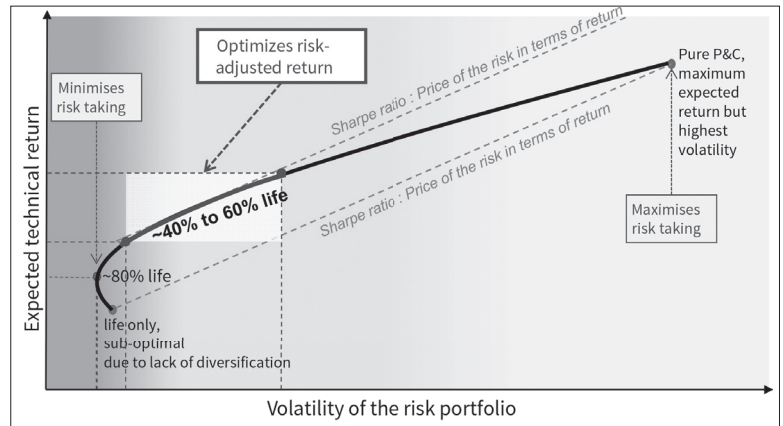 Optimizes risk-
adjusted return
Minimises
risk taking
Sharpe ratio : Price of the risk in terms of return
Pure P&C,
maximum
expected
return but
highest
volatility
Sharpe ratio : Price of the risk in terms of return
~40% to 60% life
Maximises
risk taking
~80% life
life only,
sub-optimal
due to lack of diversification
Expected technical return
Volatility of the risk portfolio